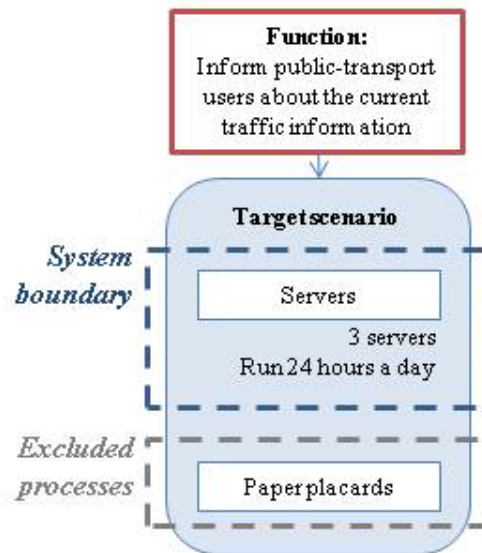 Function:
Inform public-transport
users about the current
traffic information
Target scenario
System
boundary
Servers
3 servers
Run 24 hours a day
Excluded
processes
Paper placards